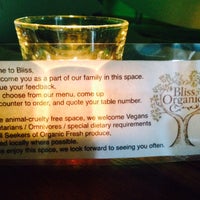 me to Bliss,
come you as a part of our family in this space.
ue your feedback.
choose from our menu, come up
counter to order, and quote your table number.
e animal-cruelty free space, we welcome Vegans
etarians / Omnivores / special dietary requirements
l Seekers of Organic Fresh produce,
ed locally where possible.
enjoy this space, we look forward to seeing you often.
Bliss
Organic